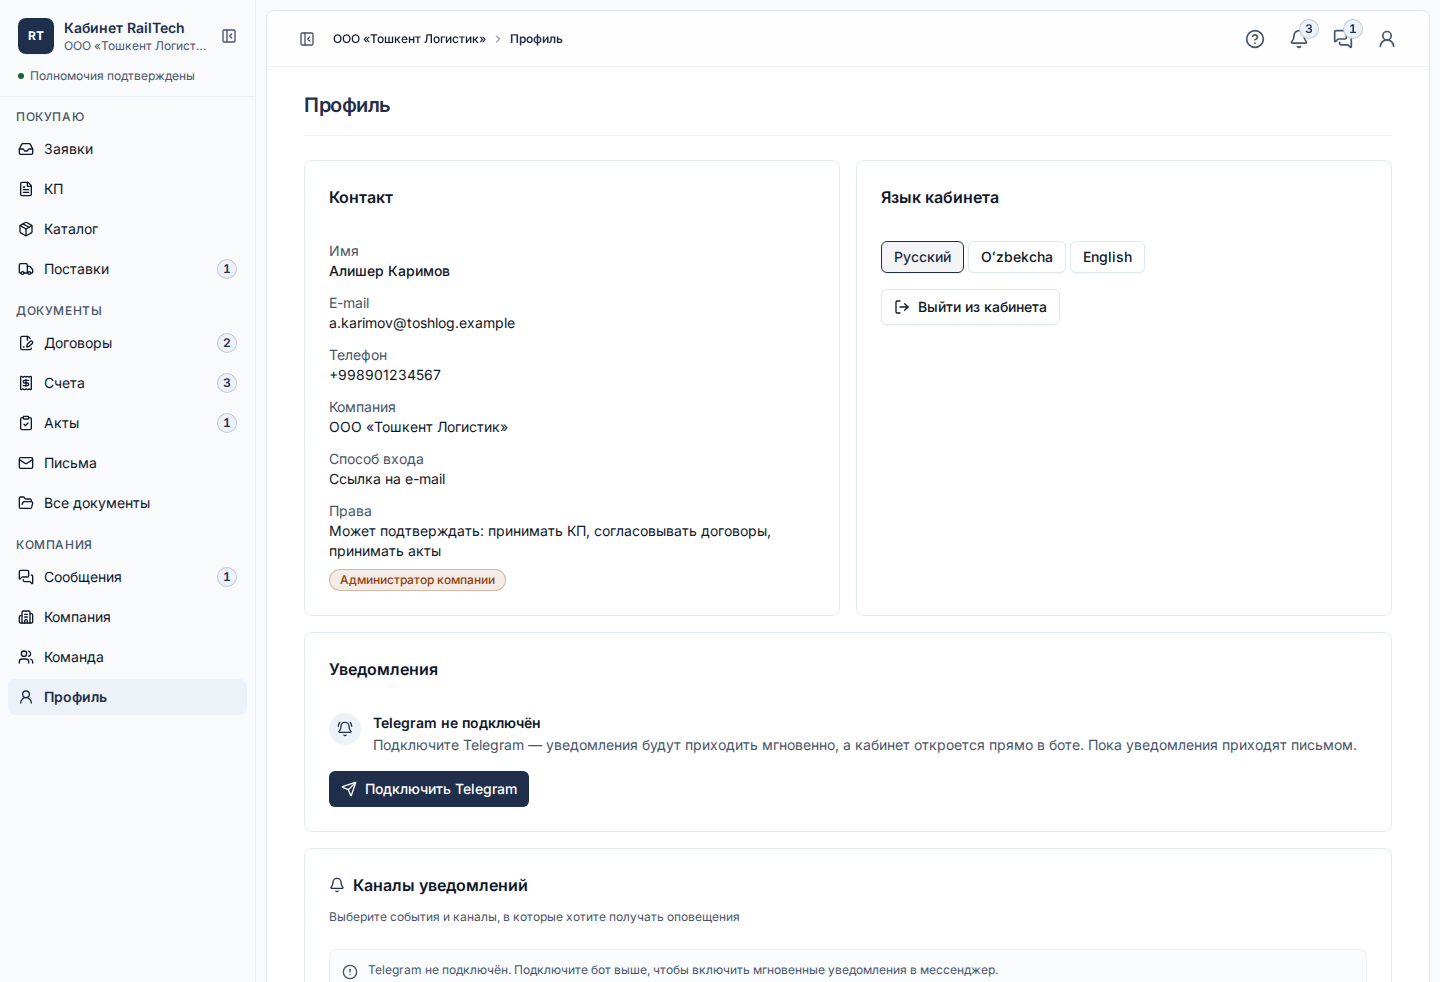 RT
Кабинет RailTech
ООО «Тошкент Логист...
Полномочия подтверждены
ПОКУПАЮ
Заявки
КП
Каталог
Поставки 1
ДОКУМЕНТЫ
Договоры 2
Счета 3
Акты 1
Письма
Все документы
КОМПАНИЯ
Сообщения 1
Компания
Команда
Профиль
ООО «Тошкент Логистик» > Профиль
3
1
Профиль
Контакт
Имя
Алишер Каримов
E-mail
a.karimov@toshlog.example
Телефон
+998901234567
Компания
ООО «Тошкент Логистик»
Способ входа
Ссылка на e-mail
Права
Может подтверждать: принимать КП, согласовывать договоры,
принимать акты
Администратор компании
Язык кабинета
Русский Oʻzbekcha English
Выйти из кабинета
Уведомления
Telegram не подключён
Подключите Telegram — уведомления будут приходить мгновенно, а кабинет откроется прямо в боте. Пока уведомления приходят письмом.
Подключить Telegram
Каналы уведомлений
Выберите события и каналы, в которые хотите получать оповещения
Telegram не подключён. Подключите бот выше, чтобы включить мгновенные уведомления в мессенджер.